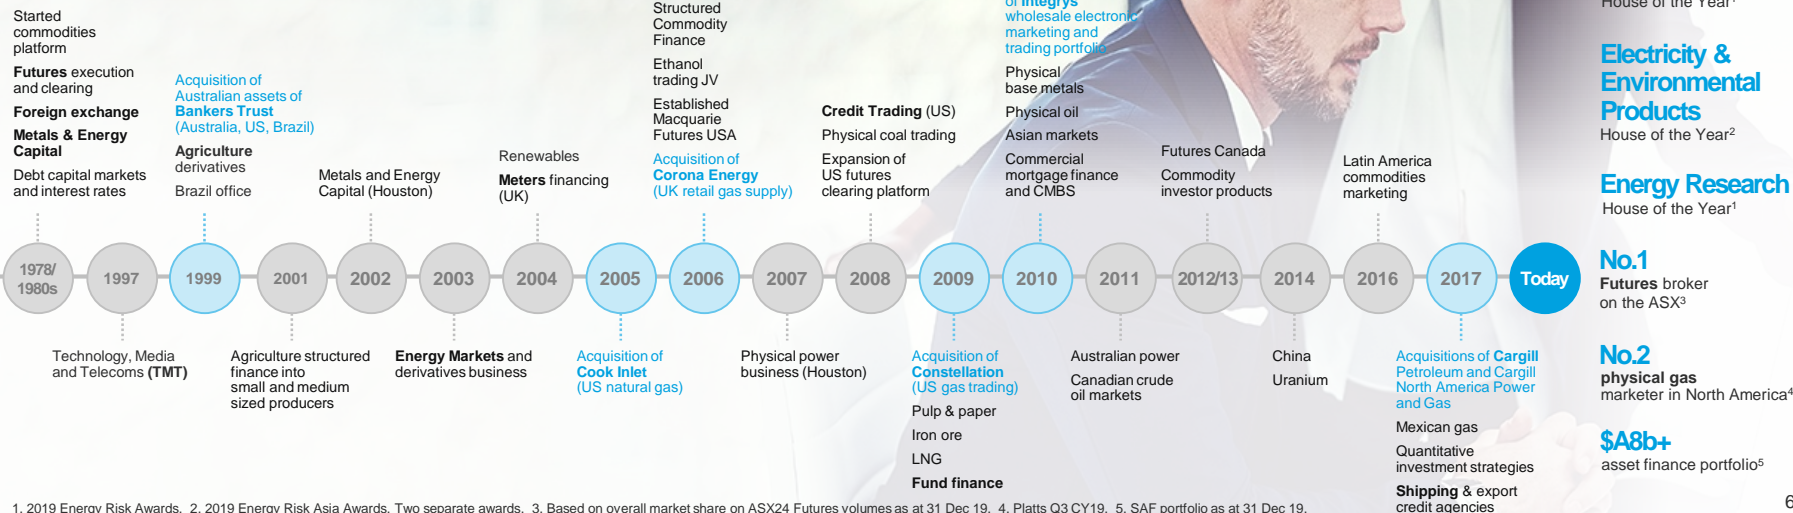 Started
commodities
platform
Futures execution
and clearing
Foreign exchange
Metals & Energy
Capital
Debt capital markets
and interest rates
Acquisition of
Australian assets of
Bankers Trust
(Australia, US, Brazil)
Agriculture
derivatives
Brazil office
Metals and Energy
Capital (Houston)
Renewables
Meters financing
(UK)
Structured
Commodity
Finance
Ethanol
trading JV
Established
Macquarie
Futures USA
Acquisition of
Corona Energy
(UK retail gas supply)
Credit Trading (US)
Physical coal trading
Expansion of
US futures
clearing platform
of Integrys
wholesale electronic
marketing and
trading portfolio
Physical
base metals
Physical oil
Asian markets
Commercial
mortgage finance
and CMBS
Futures Canada
Commodity
investor products
Latin America
commodities
marketing
1978/
1980s
1997
1999
2001
2002
2003
2004
2005
2006
2007
2008
2009
2010
2011
2012/13
2014
2016
2017
Today
Technology, Media
and Telecoms (TMT)
Agriculture structured
finance into
small and medium
sized producers
Energy Markets and
derivatives business
Acquisition of
Cook Inlet
(US natural gas)
Physical power
business (Houston)
Acquisition of
Constellation
(US gas trading)
Pulp & paper
Iron ore
LNG
Fund finance
Australian power
Canadian crude
oil markets
China
Uranium
Acquisitions of Cargill
Petroleum and Cargill
North America Power
and Gas
Mexican gas
Quantitative
investment strategies
Shipping & export
credit agencies
House of the Year¹
Electricity &
Environmental
Products
House of the Year²
Energy Research
House of the Year¹
No.1
Futures broker
on the ASX³
No.2
physical gas
marketer in North America⁴
$A8b+
asset finance portfolio⁵
1. 2019 Energy Risk Awards. 2. 2019 Energy Risk Asia Awards. Two separate awards. 3. Based on overall market share on ASX24 Futures volumes as at 31 Dec 19. 4. Platts Q3 CY19. 5. SAF portfolio as at 31 Dec 19.
6